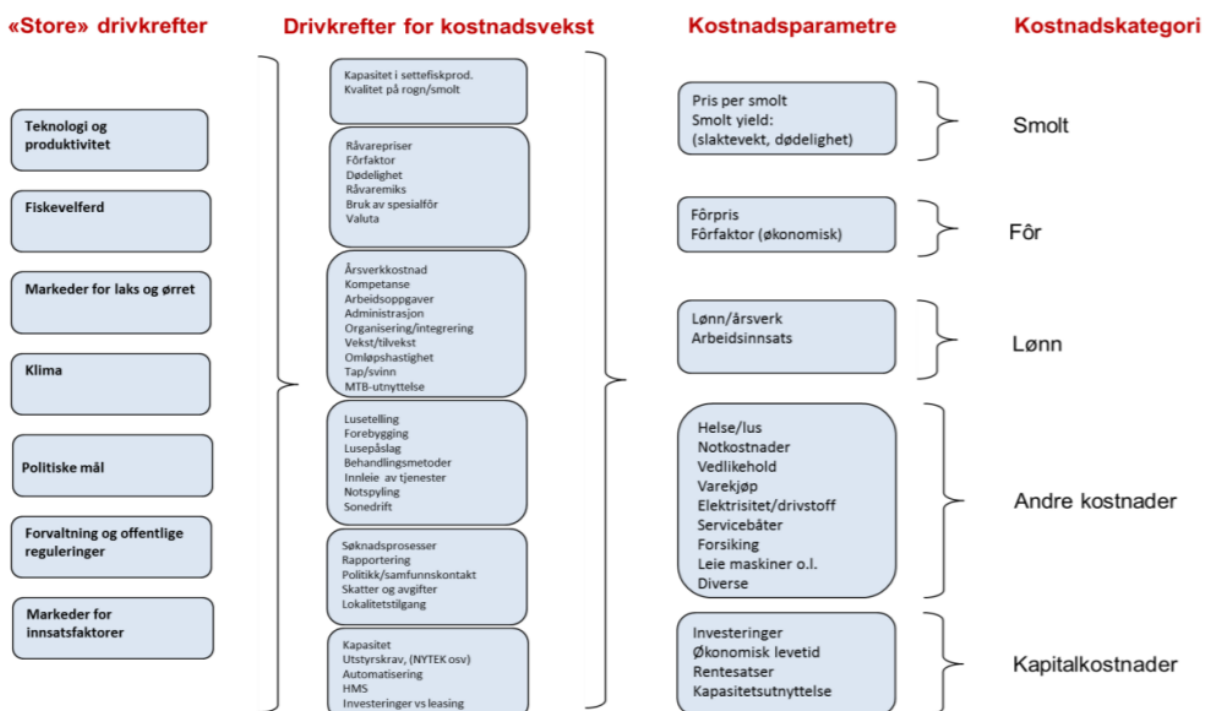 «Store» drivkrefter
Drivkrefter for kostnadsvekst
Kostnadsparametre
Kostnadskategori
Teknologi og
produktivitet
Fiskevelferd
Markeder for laks og ørret
Klima
Politiske mål
Forvaltning og offentlige
reguleringer
Markeder for
innsatsfaktorer
Kapasitet i settefiskprod.
Kvalitet på rogn/smolt
Råvarepriser
Fôrfaktor
Dødelighet
Råvaremiks
Bruk av spesialfôr
Valuta
Årsverkkostnad
Kompetanse
Arbeidsoppgaver
Administrasjon
Organisering/integrering
Vekst/tilvekst
Omløpshastighet
Tap/svinn
MTB-utnyttelse
Lusetelling
Forebygging
Lusepåslag
Behandlingsmetoder
Innleie av tjenester
Notspyling
Sonedrift
Søknadsprosesser
Rapportering
Politikk/samfunnskontakt
Skatter og avgifter
Lokalitetstilgang
Kapasitet
Utstyrskrav, (NYTEK osv)
Automatisering
HMS
Investeringer vs leasing
Pris per smolt
Smolt yield:
(slaktevekt, dødelighet)
Fôrpris
Fôrfaktor (økonomisk)
Lønn/årsverk
Arbeidsinnsats
Helse/lus
Notkostnader
Vedlikehold
Varekjøp
Elektrisitet/drivstoff
Servicebåter
Forsiking
Leie maskiner o.l.
Diverse
Investeringer
Økonomisk levetid
Rentesatser
Kapasitetsutnyttelse
Smolt
Fôr
Lønn
Andre kostnader
Kapitalkostnader